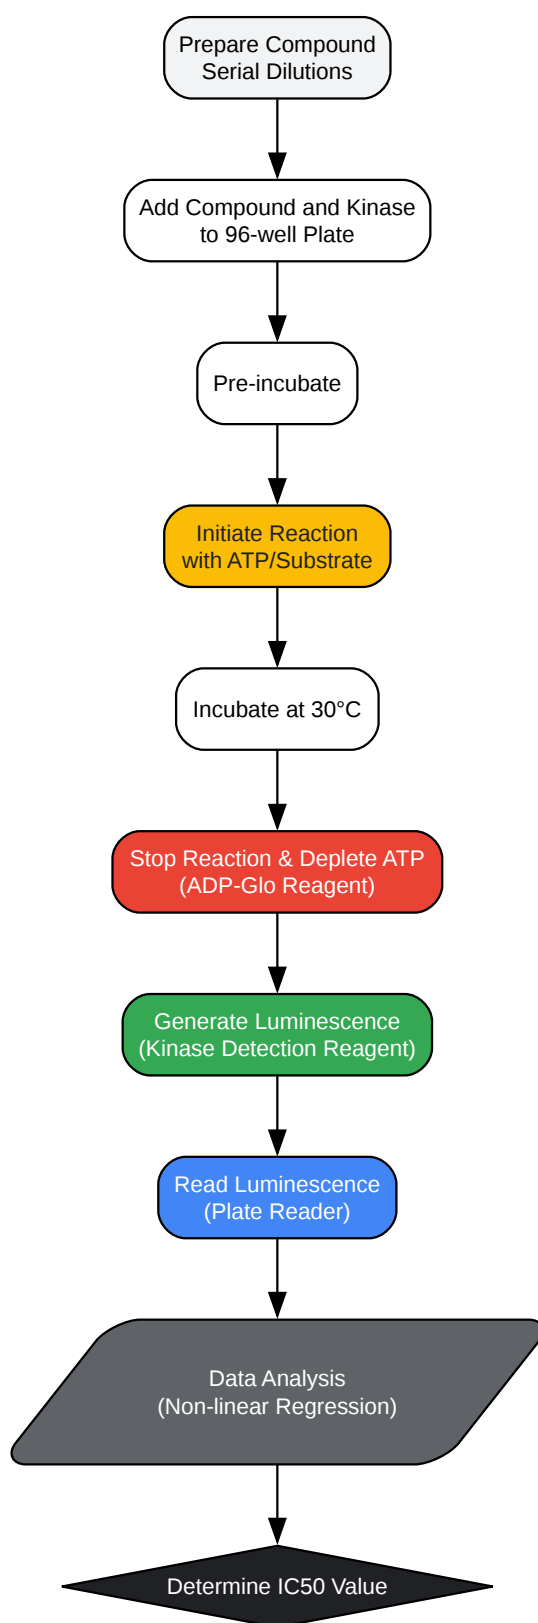 Prepare Compound
Serial Dilutions
Add Compound and Kinase
to 96-well Plate
Pre-incubate
Initiate Reaction
with ATP/Substrate
Incubate at 30°C
Stop Reaction & Deplete ATP
(ADP-Glo Reagent)
Generate Luminescence
(Kinase Detection Reagent)
Read Luminescence
(Plate Reader)
Data Analysis
(Non-linear Regression)
Determine IC50 Value